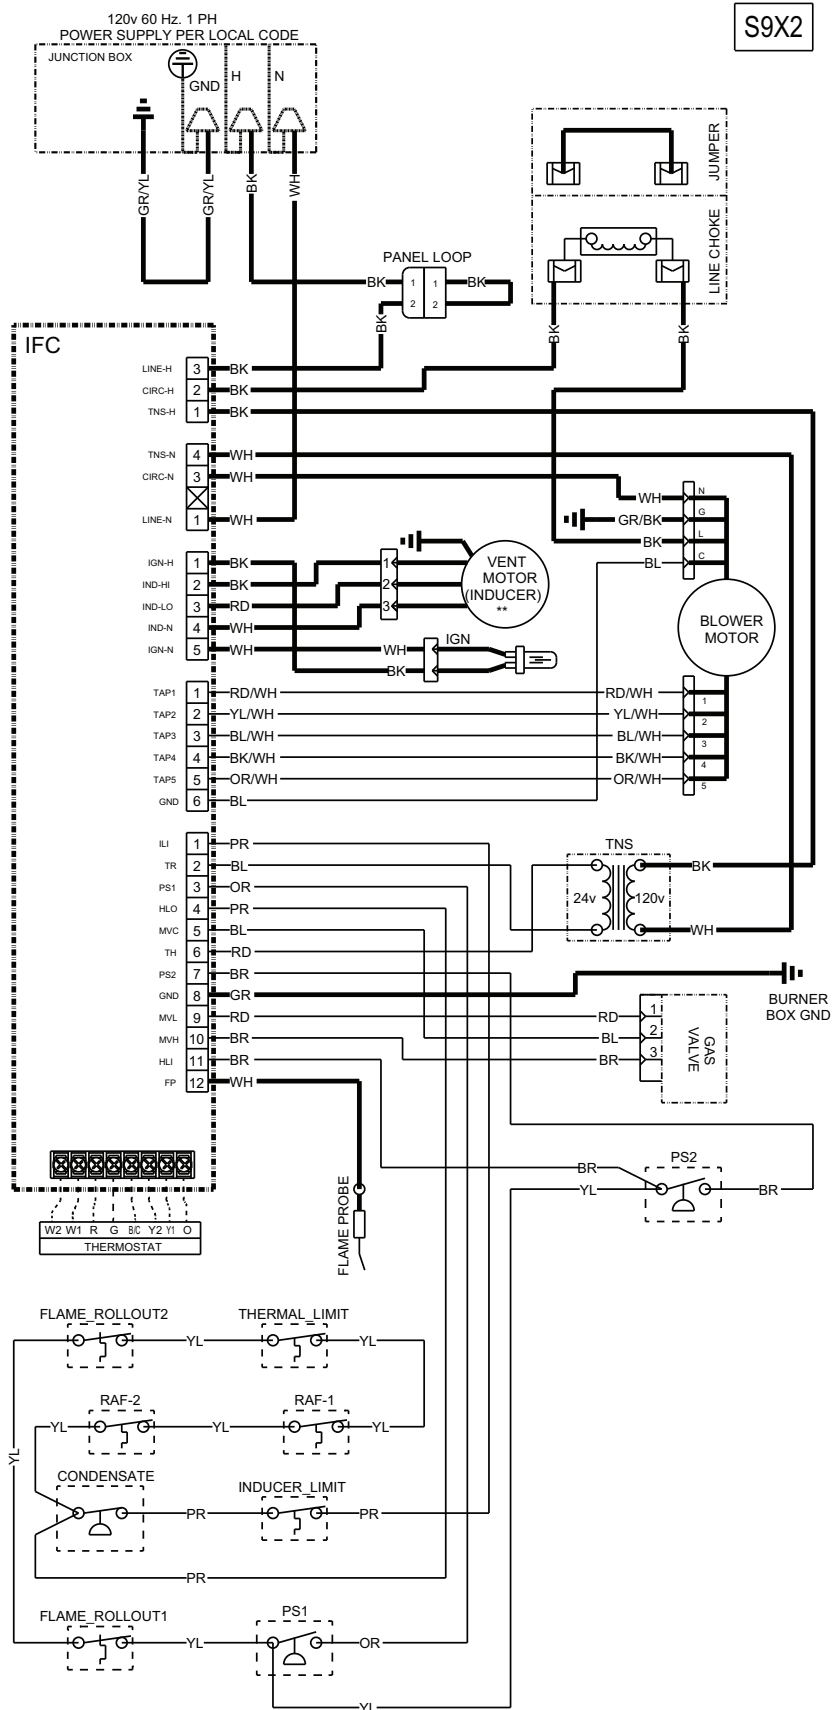 120v 60 Hz. 1 PH
POWER SUPPLY PER LOCAL CODE
S9X2
JUNCTION BOX
GND
H
N
GR/YL
GR/YL
BK
WH
JUMPER
LINE CHOKE
PANEL LOOP
BK
1
1
BK
2
2
BK
BK
BK
IFC
LINE-H 3 BK
CIRC-H 2 BK
TNS-H 1 BK
TNS-N 4 WH
CIRC-N 3 WH
LINE-N 1 WH
WH N
GR/BK G
BK L
BL C
BLOWER
MOTOR
IGN-H 1 BK
IND-HI 2 BK
IND-LO 3 RD
IND-N 4 WH
IGN-N 5 WH
1
2
3
VENT
MOTOR
(INDUCER)
**
IGN
WH
BK
TAP1 1 RD/WH RD/WH 1
TAP2 2 YL/WH YL/WH 2
TAP3 3 BL/WH BL/WH 3
TAP4 4 BK/WH BK/WH 4
TAP5 5 OR/WH OR/WH 5
GND 6 BL
ILI 1 PR
TR 2 BL
PS1 3 OR
HLO 4 PR
MVC 5 BL
TH 6 RD
PS2 7 BR
GND 8 GR
MVL 9 RD
MVH 10 BR
HLI 11 BR
FP 12 WH
TNS
24v
120v
BK
WH
BURNER
BOX GND
RD 1
BL 2
BR 3
GAS
VALVE
PS2
BR
YL
BR
W2 W1 R G B/C Y2 Y1 O
THERMOSTAT
FLAME PROBE
FLAME_ROLLOUT2
THERMAL_LIMIT
YL
YL
RAF-2
RAF-1
YL
YL
YL
YL
CONDENSATE
INDUCER_LIMIT
PR
PR
PR
FLAME_ROLLOUT1
PS1
YL
OR
YL